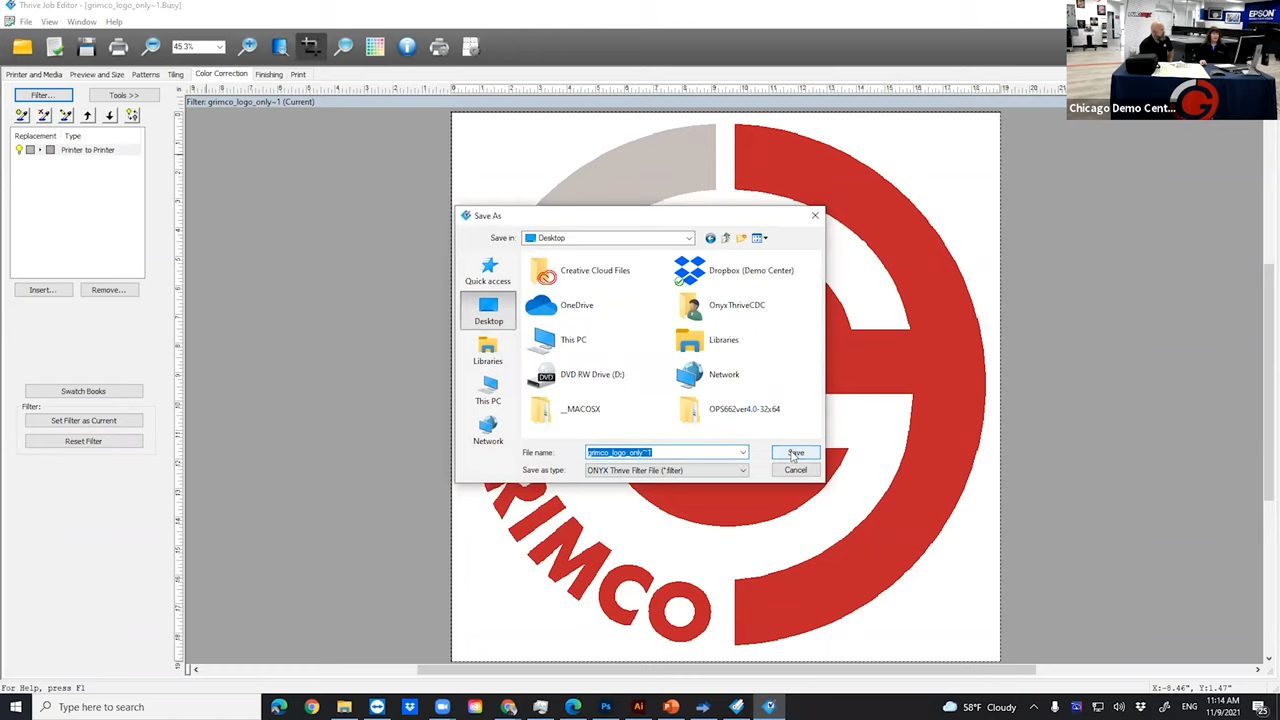 Thrive Job Editor - [grimco_logo_only~1.Busy]
File View Window Help
45.3%
Printer and Media Preview and Size Patterns Tiling Color Correction Finishing Print
Filter... Tools >>
Filter: grimco_logo_only~1 (Current)
Replacement Type
Printer to Printer
Insert... Remove...
Swatch Books
Filter:
Set Filter as Current
Reset Filter
Save As
Save in: Desktop
Quick access
Desktop
Libraries
This PC
Network
Creative Cloud Files Dropbox (Demo Center)
OneDrive OnyxThriveCDC
This PC Libraries
DVD RW Drive (D:) Network
__MACOSX OPS662ver4.0-32x64
File name: grimco_logo_only~1 Save
Save as type: ONYX Thrive Filter File (*.filter) Cancel
RIMCO
EPSON
Chicago Demo Cent...
For Help, press F1
X:-8.46", Y:1.47"
Type here to search
58°F Cloudy
ENG
11:14 AM
11/9/2021